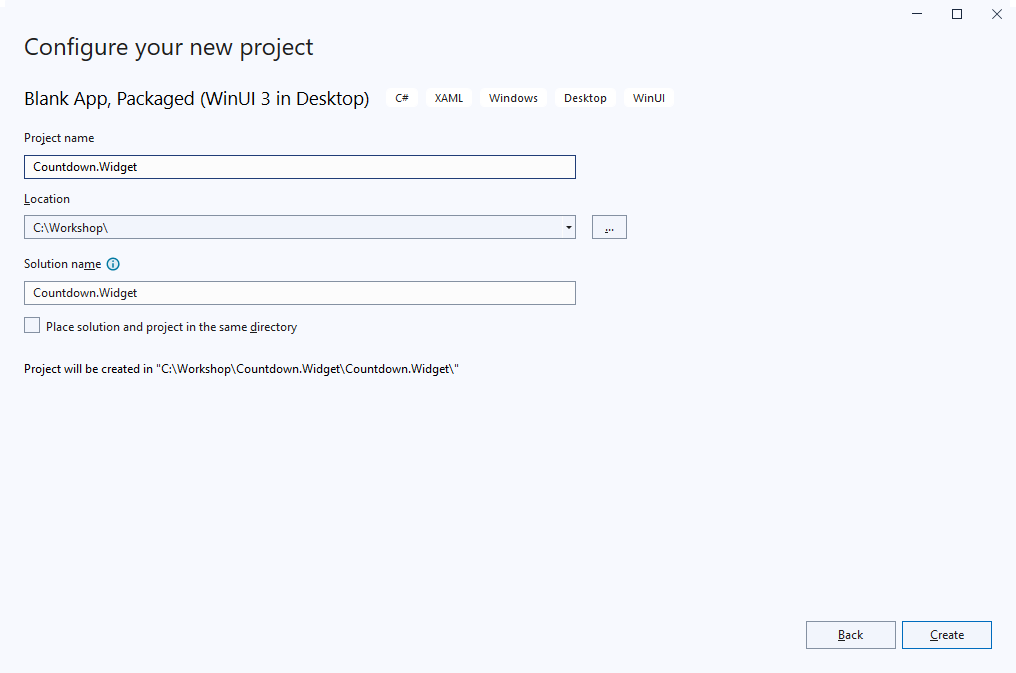 Configure your new project
Blank App, Packaged (WinUI 3 in Desktop) C# XAML Windows Desktop WinUI
Project name
Countdown.Widget
Location
C:\Workshop\
...
Solution name
Countdown.Widget
Place solution and project in the same directory
Project will be created in "C:\Workshop\Countdown.Widget\Countdown.Widget\"
Back Create